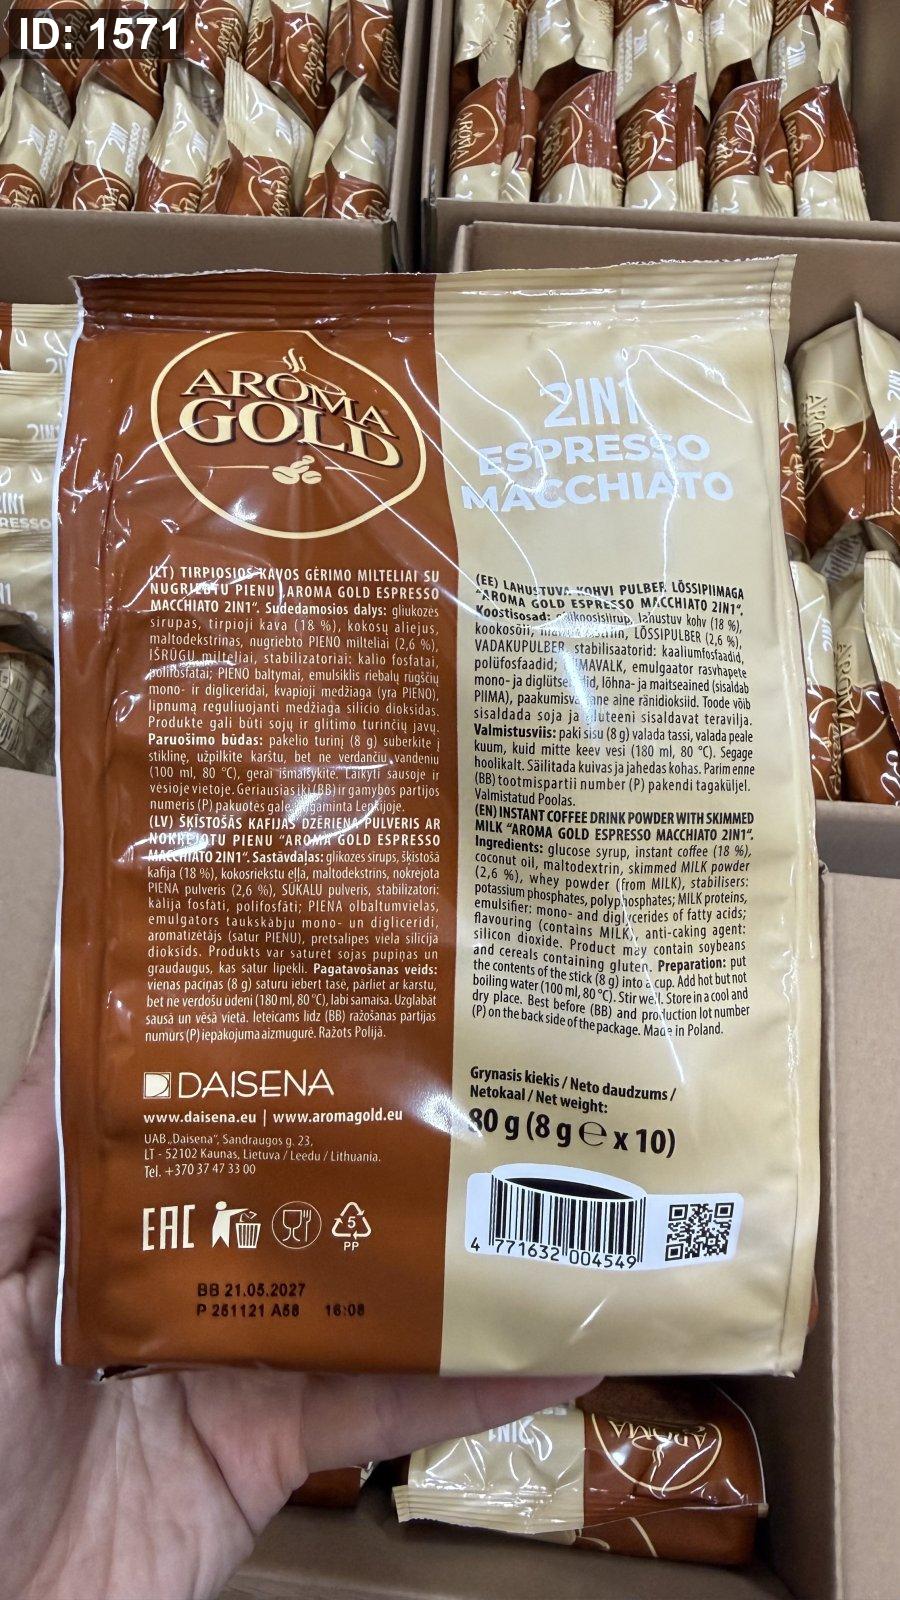 ID: 1571
AROMA
GOLD
2IN1
ESPRESSO
MACCHIATO
(LT) TIRPIOSIOS KAVOS GĖRIMO MILTELIAI SU
NUGRIEBTU PIENU „AROMA GOLD ESPRESSO
MACCHIATO 2IN1“. Sudedamosios dalys: gliukozės
sirupas, tirpioji kava (18 %), kokosų aliejus,
maltodekstrinas, nugriebto PIENO milteliai (2,6 %),
IŠRŪGŲ milteliai, stabilizatoriai: kalio fosfatai,
polifosfatai; PIENO baltymai, emulsiklis riebalų rūgščių
mono- ir digliceridai, kvapioji medžiaga (yra PIENO),
lipnumą reguliuojanti medžiaga silicio dioksidas.
Produkte gali būti sojų ir glitimo turinčių javų.
Paruošimo būdas: pakelio turinį (8 g) suberkite į
stiklinę, užpilkite karštu, bet ne verdančiu vandeniu
(100 ml, 80 °C), gerai išmaišykite. Laikyti sausoje ir
vėsioje vietoje. Geriausias iki (BB) ir gamybos partijos
numeris (P) pakuotės gale. Pagaminta Lenkijoje.
(LV) ŠĶĪSTOŠĀS KAFIJAS DZĒRIENA PULVERIS AR
NOKREJOTU PIENU “AROMA GOLD ESPRESSO
MACCHIATO 2IN1“. Sastāvdaļas: glikozes sīrups, šķīstošā
kafija (18 %), kokosriekstu eļļa, maltodekstrīns, nokrejota
PIENA pulveris (2,6 %), SŪKALU pulveris, stabilizatori:
kālija fosfāti, polifosfāti; PIENA olbaltumvielas,
emulgators taukskābju mono- un digliceridi,
aromatizētājs (satur PIENU), pretsalipes viela silīcija
dioksīds. Produkts var saturēt sojas pupiņas un
graudaugus, kas satur lipekli. Pagatavošanas veids:
vienas paciņas (8 g) saturu iebērt tasē, pārliet ar karstu,
bet ne verdošu ūdeni (180 ml, 80 °C), labi samaisa. Uzglabāt
sausā un vēsā vietā. Ieteicams līdz (BB) ražošanas partijas
numurs (P) iepakojuma aizmugurē. Ražots Polijā.
DAISENA
www.daisena.eu | www.aromagold.eu
UAB „Daisena“, Sandraugos g. 23,
LT - 52102 Kaunas, Lietuva / Leedu / Lithuania.
Tel. +370 37 47 33 00
EAC
5
PP
BB 21.05.2027
P 251121 A58 16:08
(EE) LAHUSTUVA KOHVI PULBER LÕSSIPIIMAGA
“AROMA GOLD ESPRESSO MACCHIATO 2IN1“.
Koostisosad: glükoosisiirup, lahustuv kohv (18 %),
kookosõli, LÕSSIPULBER (2,6 %),
VADAKUPULBER, stabilisaatorid: kaaliumfosfaadid,
polüfosfaadid; PIIMAVALK, emulgaator rasvhapete
mono- ja diglütseriidid, lõhna- ja maitseained (sisaldab
PIIMA), paakumisvastane aine ränidioksiid. Toode võib
sisaldada soja ja gluteeni sisaldavat teravilja.
Valmistusviis: paki sisu (8 g) valada tassi, valada peale
kuum, kuid mitte keev vesi (180 ml, 80 °C). Segage
hoolikalt. Säilitada kuivas ja jahedas kohas. Parim enne
(BB) tootmispartii number (P) pakendi tagaküljel.
Valmistatud Poolas.
(EN) INSTANT COFFEE DRINK POWDER WITH SKIMMED
MILK “AROMA GOLD ESPRESSO MACCHIATO 2IN1“.
Ingredients: glucose syrup, instant coffee (18 %),
coconut oil, maltodextrin, skimmed MILK powder
(2,6 %), whey powder (from MILK), stabilisers:
potassium phosphates, polyphosphates; MILK proteins,
emulsifier: mono- and diglycerides of fatty acids;
flavouring (contains MILK), anti-caking agent:
silicon dioxide. Product may contain soybeans
and cereals containing gluten. Preparation: put
the contents of the stick (8 g) into a cup. Add hot but not
boiling water (100 ml, 80 °C). Stir well. Store in a cool and
dry place. Best before (BB) and production lot number
(P) on the back side of the package. Made in Poland.
Grynasis kiekis / Neto daudzums /
Netokaal / Net weight:
80 g (8 g e x 10)
4 771632 004549